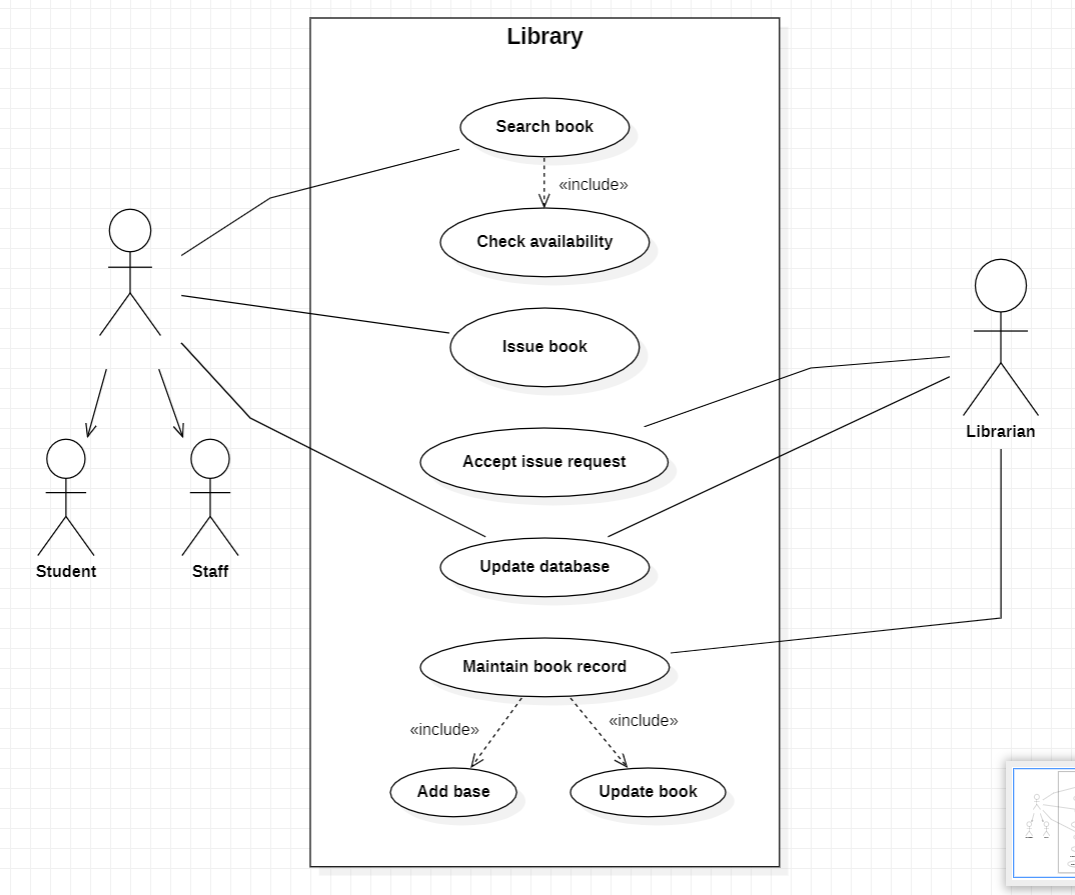 Library
Search book
«include»
Check availability
Issue book
Accept issue request
Librarian
Update database
Student
Staff
Maintain book record
«include»
«include»
Add base
Update book